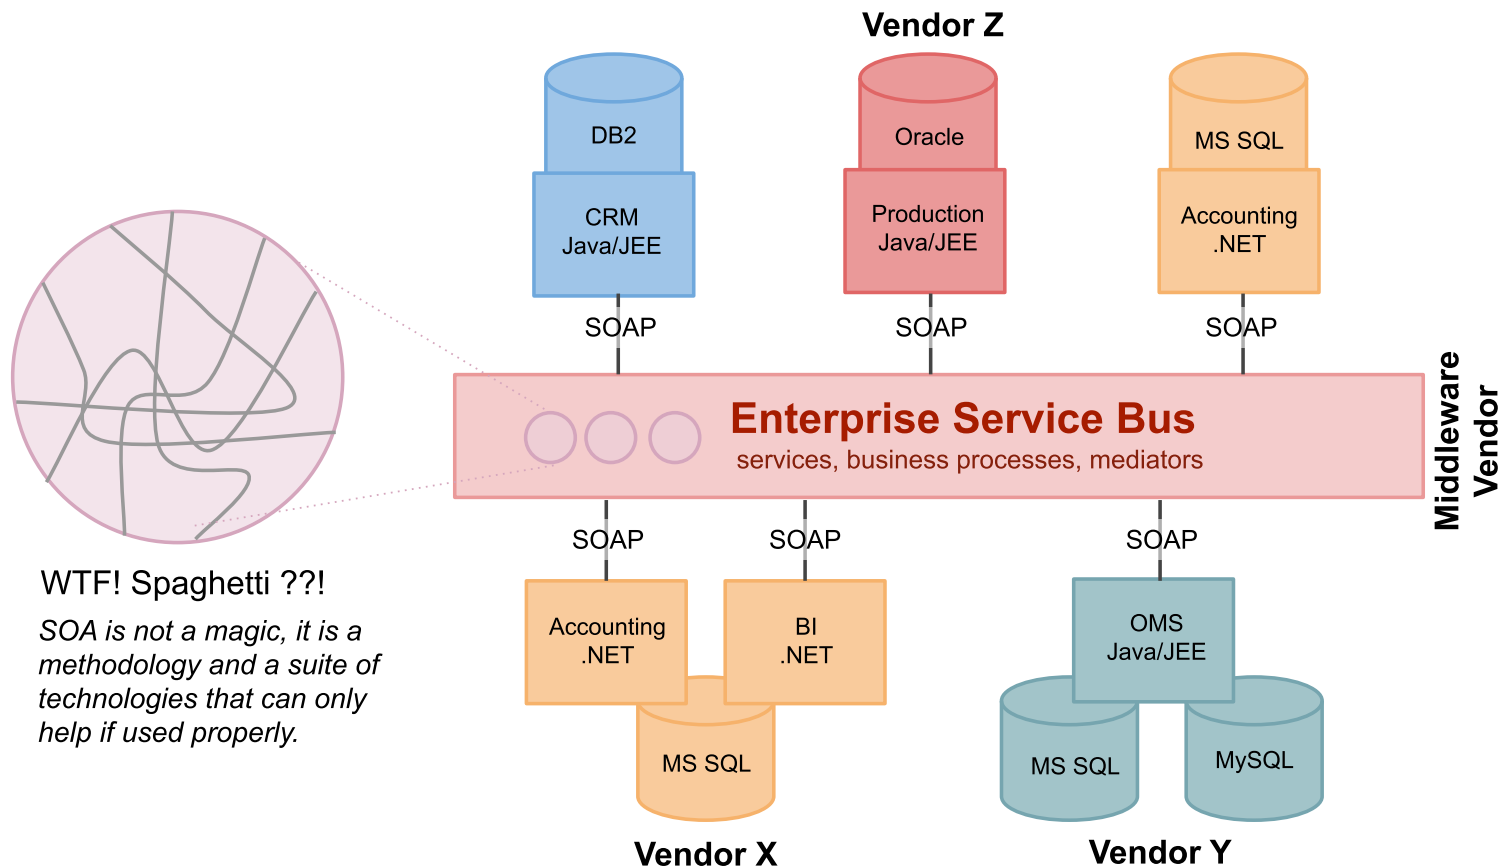 Vendor Z
DB2
Oracle
MS SQL
CRM
Java/JEE
Production
Java/JEE
Accounting
.NET
SOAP
SOAP
SOAP
Enterprise Service Bus
services, business processes, mediators
Middleware
Vendor
SOAP
SOAP
SOAP
WTF! Spaghetti ??!
SOA is not a magic, it is a
methodology and a suite of
technologies that can only
help if used properly.
Accounting
.NET
BI
.NET
OMS
Java/JEE
MS SQL
MS SQL
MySQL
Vendor X
Vendor Y